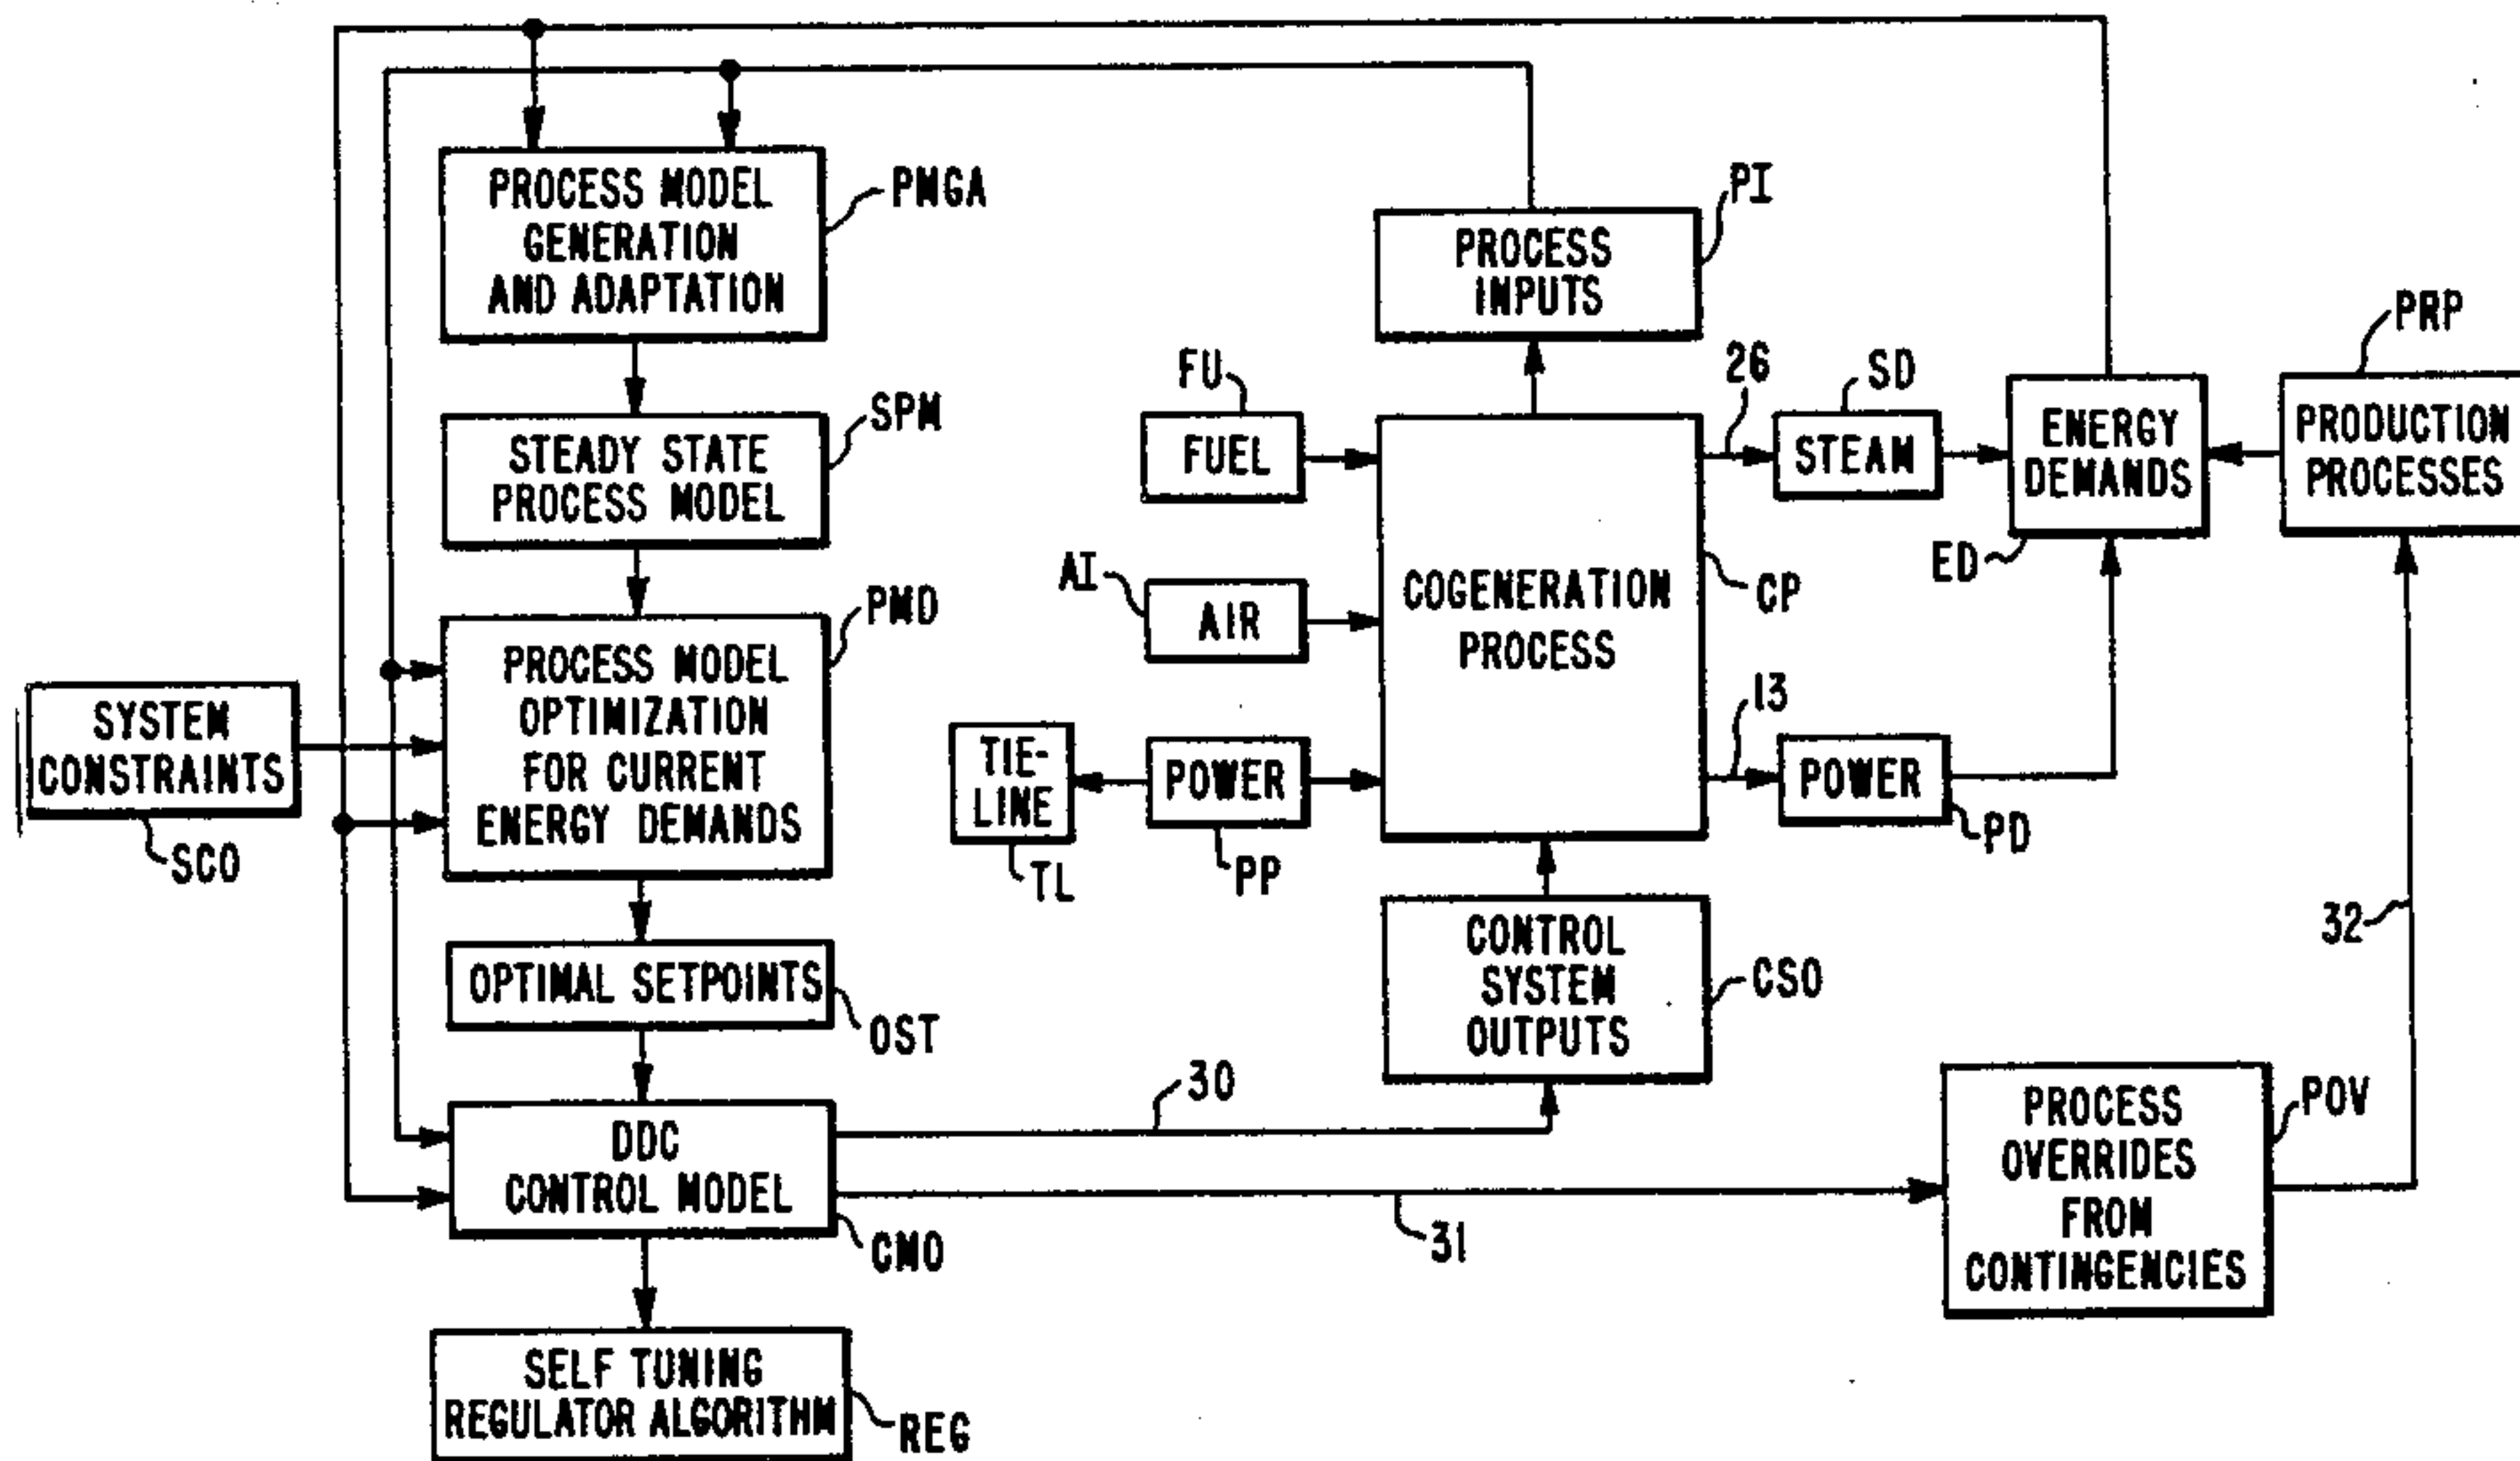 PROCESS MODEL
GENERATION
AND ADAPTATION
PMGA
STEADY STATE
PROCESS MODEL
SPM
PROCESS MODEL
OPTIMIZATION
FOR CURRENT
ENERGY DEMANDS
PMD
SYSTEM
CONSTRAINTS
SCO
OPTIMAL SETPOINTS
OST
DDC
CONTROL MODEL
CMO
SELF TUNING
REGULATOR ALGORITHM
REG
30
31
PROCESS
INPUTS
PI
FU
FUEL
AI
AIR
TIE-
LINE
TL
POWER
PP
COGENERATION
PROCESS
CP
26
SD
STEAM
13
POWER
PD
ENERGY
DEMANDS
ED
PRP
PRODUCTION
PROCESSES
32
CONTROL
SYSTEM
OUTPUTS
CSO
PROCESS
OVERRIDES
FROM
CONTINGENCIES
POV